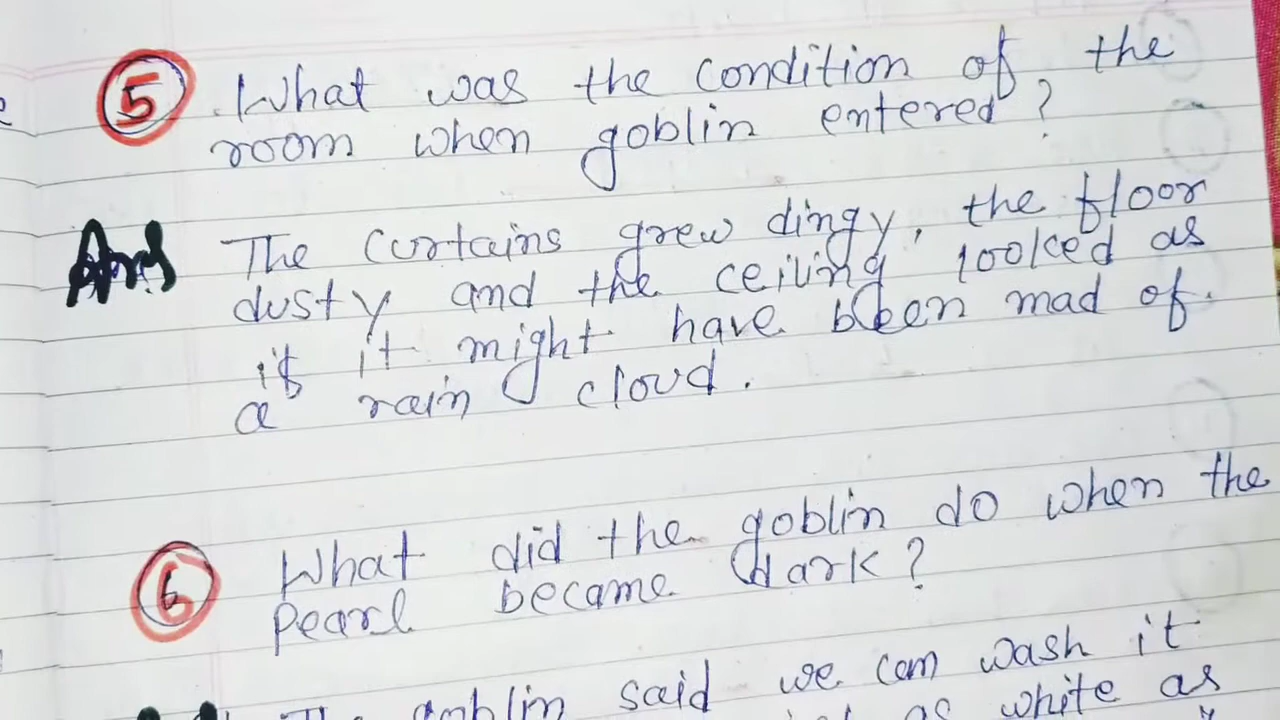 5 What was the condition of the
room when goblin entered?
Ans The curtains grew dingy, the floor
dusty and the ceiling looked as
if it might have been mad of.
a rain cloud.
6 What did the goblin do when the
pearl became dark?
goblin said we can wash it
as white as